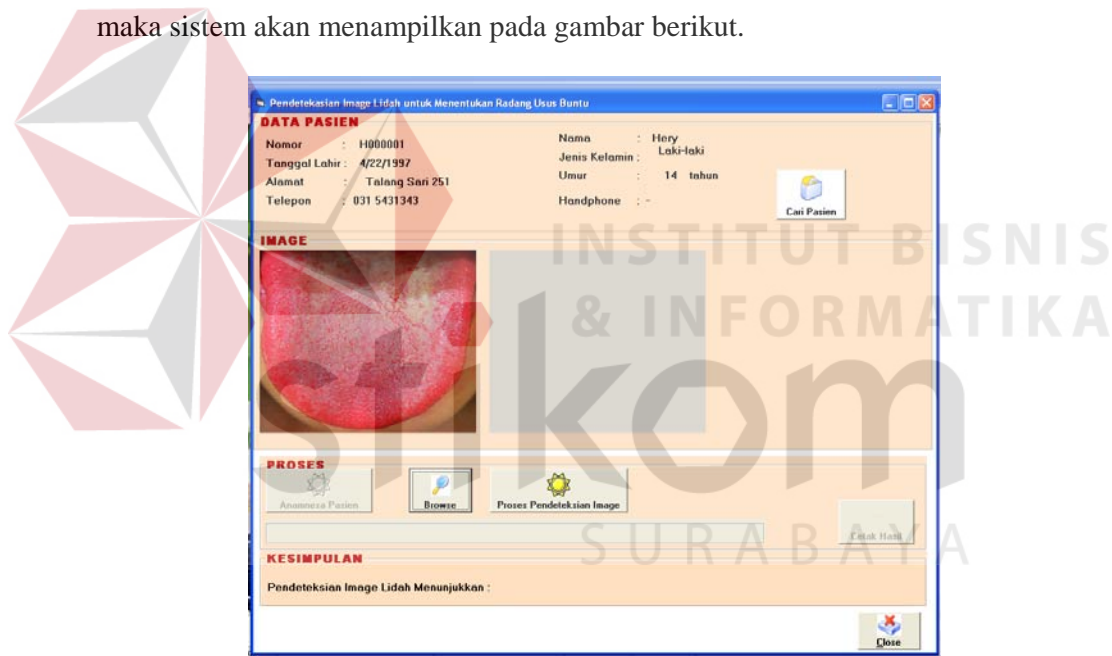 maka sistem akan menampilkan pada gambar berikut.
Pendeteksian Image Lidah untuk Menentukan Radang Usus Buntu
DATA PASIEN
Nomor : H000001
Tanggal Lahir : 4/22/1997
Alamat : Talang Sari 251
Telepon : 031 5431343
Nama : Hery
Jenis Kelamin : Laki-laki
Umur : 14 tahun
Handphone : -
Cari Pasien
IMAGE
PROSES
Anamnesa Pasien
Browse
Proses Pendeteksian Image
Cetak Hasil
KESIMPULAN
Pendeteksian Image Lidah Menunjukkan :
Close
INSTITUT BISNIS
& INFORMATIKA
stikom
SURABAYA